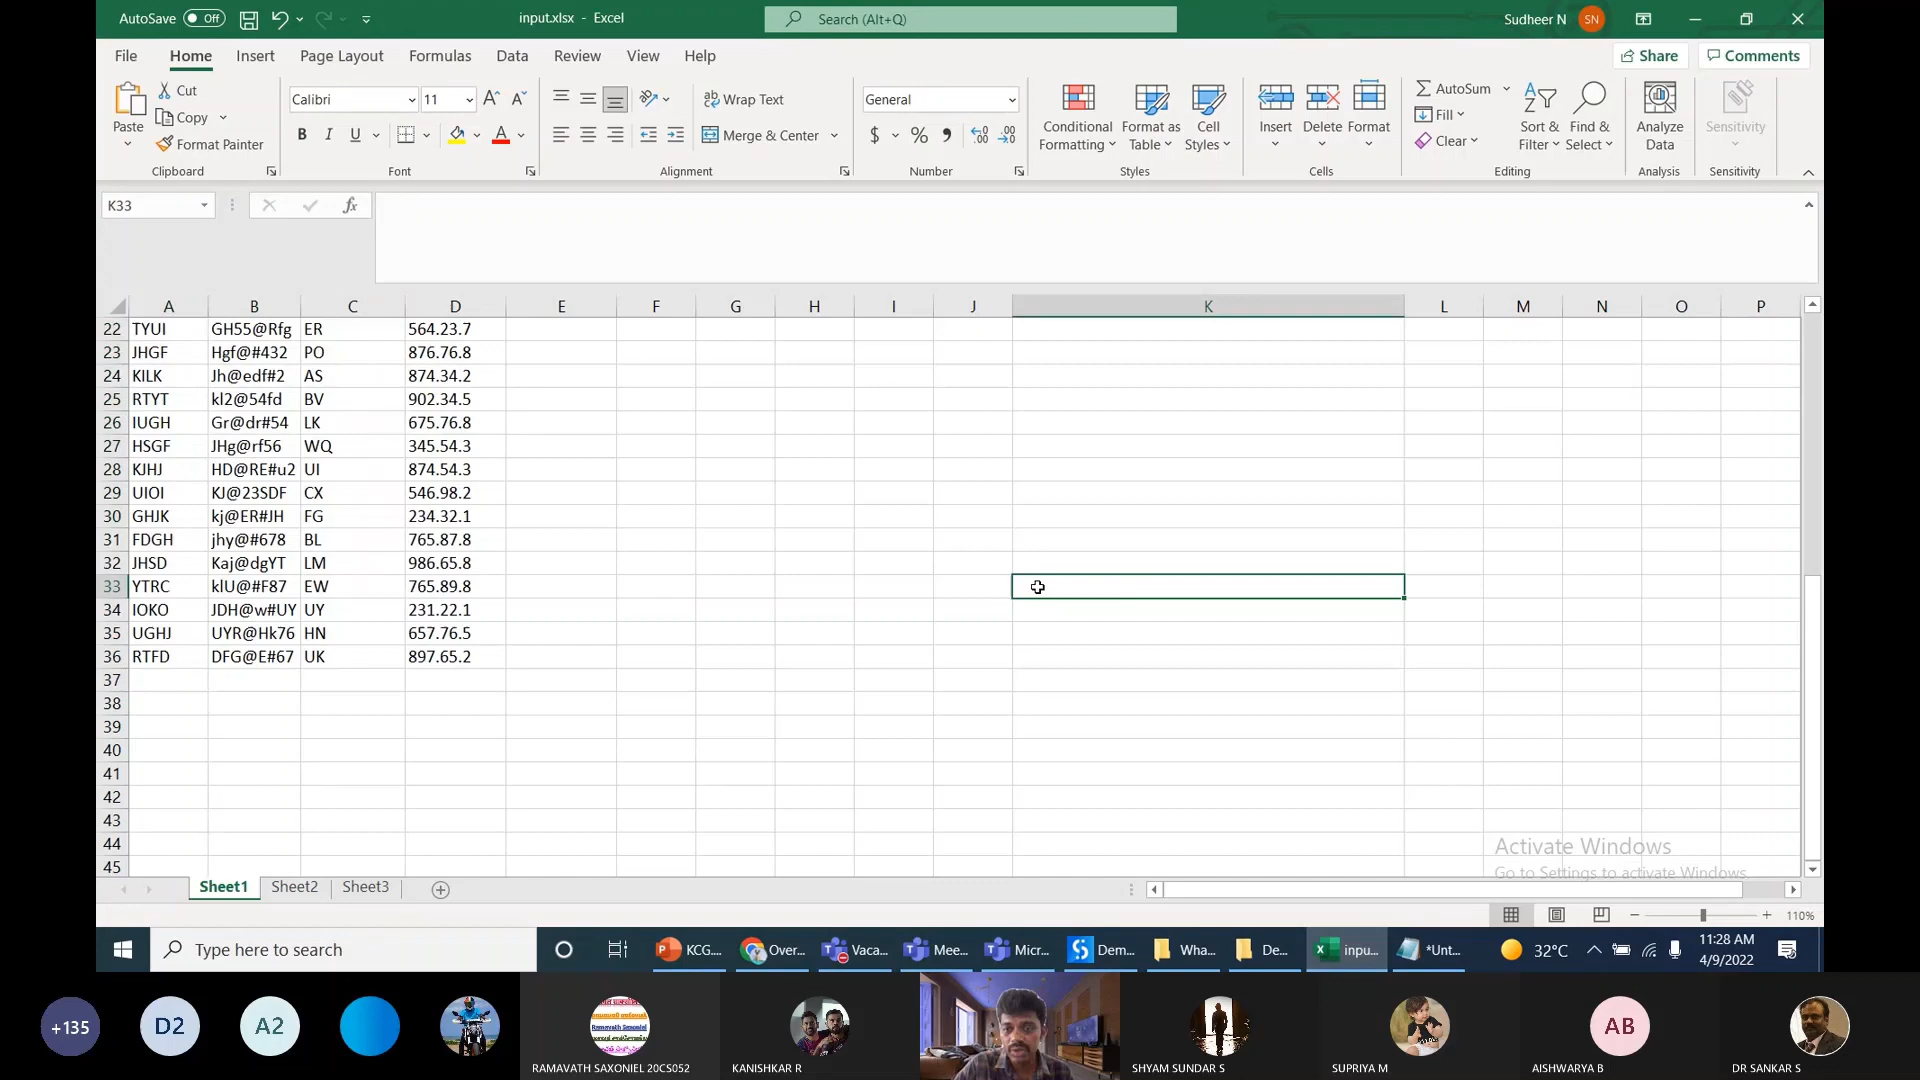 AutoSave Off input.xlsx - Excel Search (Alt+Q) Sudheer N SN
File Home Insert Page Layout Formulas Data Review View Help Share Comments
Paste Cut Copy Format Painter Clipboard
Calibri 11 B I U A Font
ab Wrap Text Merge & Center Alignment
General $ % Number
Conditional Formatting Format as Table Cell Styles Styles
Insert Delete Format Cells
AutoSum Fill Clear Sort & Filter Find & Select Editing
Analyze Data Analysis
Sensitivity Sensitivity
K33 fx
A B C D E F G H I J K L M N O P
22 TYUI GH55@Rfg ER 564.23.7
23 JHGF Hgf@#432 PO 876.76.8
24 KILK Jh@edf#2 AS 874.34.2
25 RTYT kl2@54fd BV 902.34.5
26 IUGH Gr@dr#54 LK 675.76.8
27 HSGF JHg@rf56 WQ 345.54.3
28 KJHJ HD@RE#u2 UI 874.54.3
29 UIOI KJ@23SDF CX 546.98.2
30 GHJK kj@ER#JH FG 234.32.1
31 FDGH jhy@#678 BL 765.87.8
32 JHSD Kaj@dgYT LM 986.65.8
33 YTRC klU@#F87 EW 765.89.8
34 IOKO JDH@w#UY UY 231.22.1
35 UGHJ UYR@Hk76 HN 657.76.5
36 RTFD DFG@E#67 UK 897.65.2
37
38
39
40
41
42
43
44
45
Activate Windows
Go to Settings to activate Windows.
Sheet1 Sheet2 Sheet3
110%
Type here to search KCG.... Over... Vaca... Mee... Micr... Dem... Wha... De... inpu... *Unt... 32°C 11:28 AM
4/9/2022
+135 D2 A2 Ramavath Saxoniel AB
RAMAVATH SAXONIEL 20CS052 KANISHKAR R SHYAM SUNDAR S SUPRIYA M AISHWARYA B DR SANKAR S